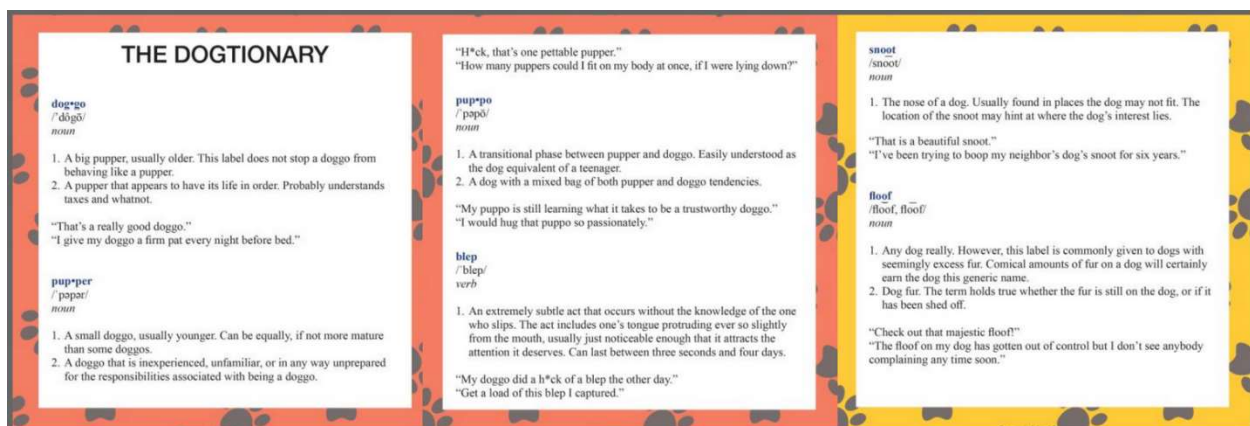 THE DOGTIONARY
dog•go
/ˈdôgō/
noun
1. A big pupper, usually older. This label does not stop a doggo from
behaving like a pupper.
2. A pupper that appears to have its life in order. Probably understands
taxes and whatnot.
“That’s a really good doggo.”
“I give my doggo a firm pat every night before bed.”
pup•per
/ˈpəpər/
noun
1. A small doggo, usually younger. Can be equally, if not more mature
than some doggos.
2. A doggo that is inexperienced, unfamiliar, or in any way unprepared
for the responsibilities associated with being a doggo.
“H*ck, that’s one pettable pupper.”
“How many puppers could I fit on my body at once, if I were lying down?”
pup•po
/ˈpəpō/
noun
1. A transitional phase between pupper and doggo. Easily understood as
the dog equivalent of a teenager.
2. A dog with a mixed bag of both pupper and doggo tendencies.
“My puppo is still learning what it takes to be a trustworthy doggo.”
“I would hug that puppo so passionately.”
blep
/ˈblep/
verb
1. An extremely subtle act that occurs without the knowledge of the one
who slips. The act includes one’s tongue protruding ever so slightly
from the mouth, usually just noticeable enough that it attracts the
attention it deserves. Can last between three seconds and four days.
“My doggo did a h*ck of a blep the other day.”
“Get a load of this blep I captured.”
snoot
/sno͞ot/
noun
1. The nose of a dog. Usually found in places the dog may not fit. The
location of the snoot may hint at where the dog’s interest lies.
“That is a beautiful snoot.”
“I’ve been trying to boop my neighbor’s dog’s snoot for six years.”
floof
/floof, flo͞of/
noun
1. Any dog really. However, this label is commonly given to dogs with
seemingly excess fur. Comical amounts of fur on a dog will certainly
earn the dog this generic name.
2. Dog fur. The term holds true whether the fur is still on the dog, or if it
has been shed off.
“Check out that majestic floof!”
“The floof on my dog has gotten out of control but I don’t see anybody
complaining any time soon.”